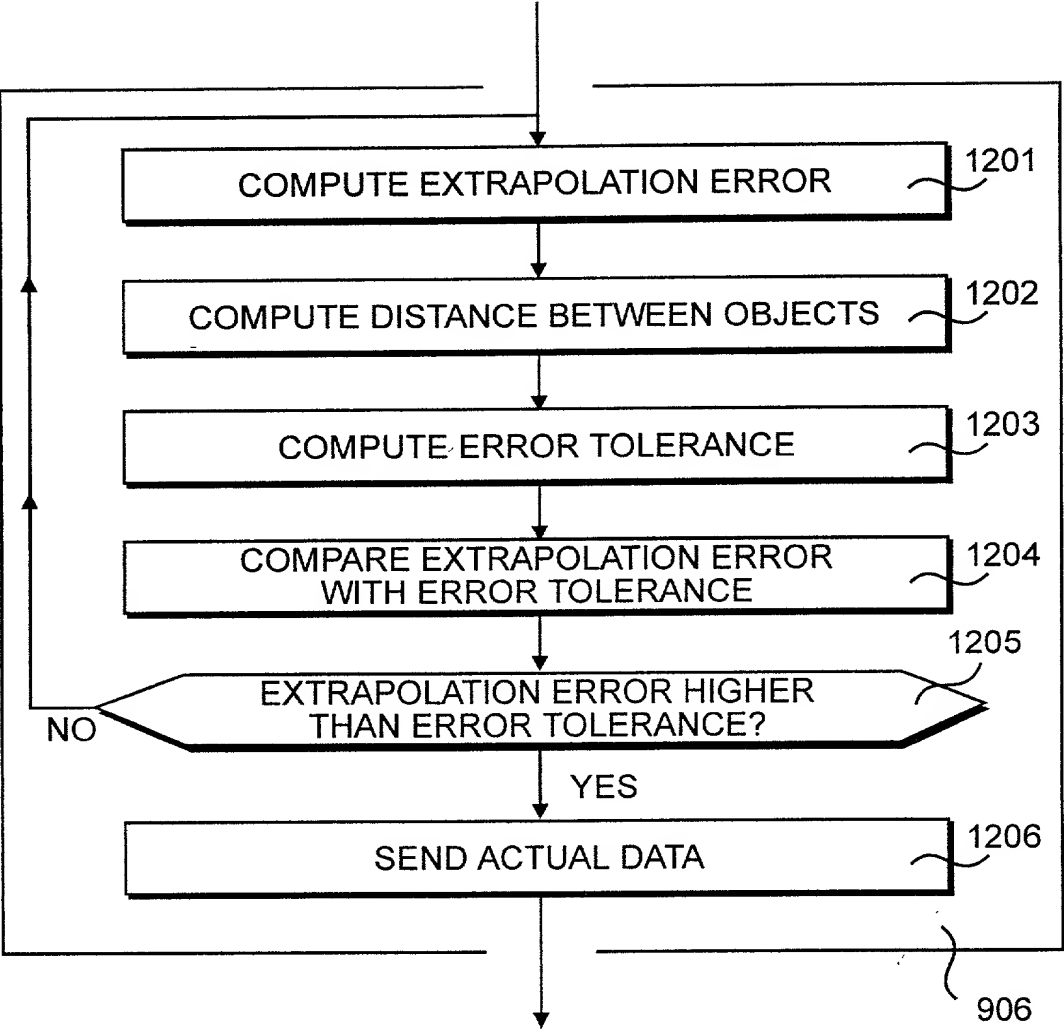 COMPUTE EXTRAPOLATION ERROR
1201
COMPUTE DISTANCE BETWEEN OBJECTS
1202
COMPUTE ERROR TOLERANCE
1203
COMPARE EXTRAPOLATION ERROR
WITH ERROR TOLERANCE
1204
EXTRAPOLATION ERROR HIGHER
THAN ERROR TOLERANCE?
1205
NO
YES
SEND ACTUAL DATA
1206
906